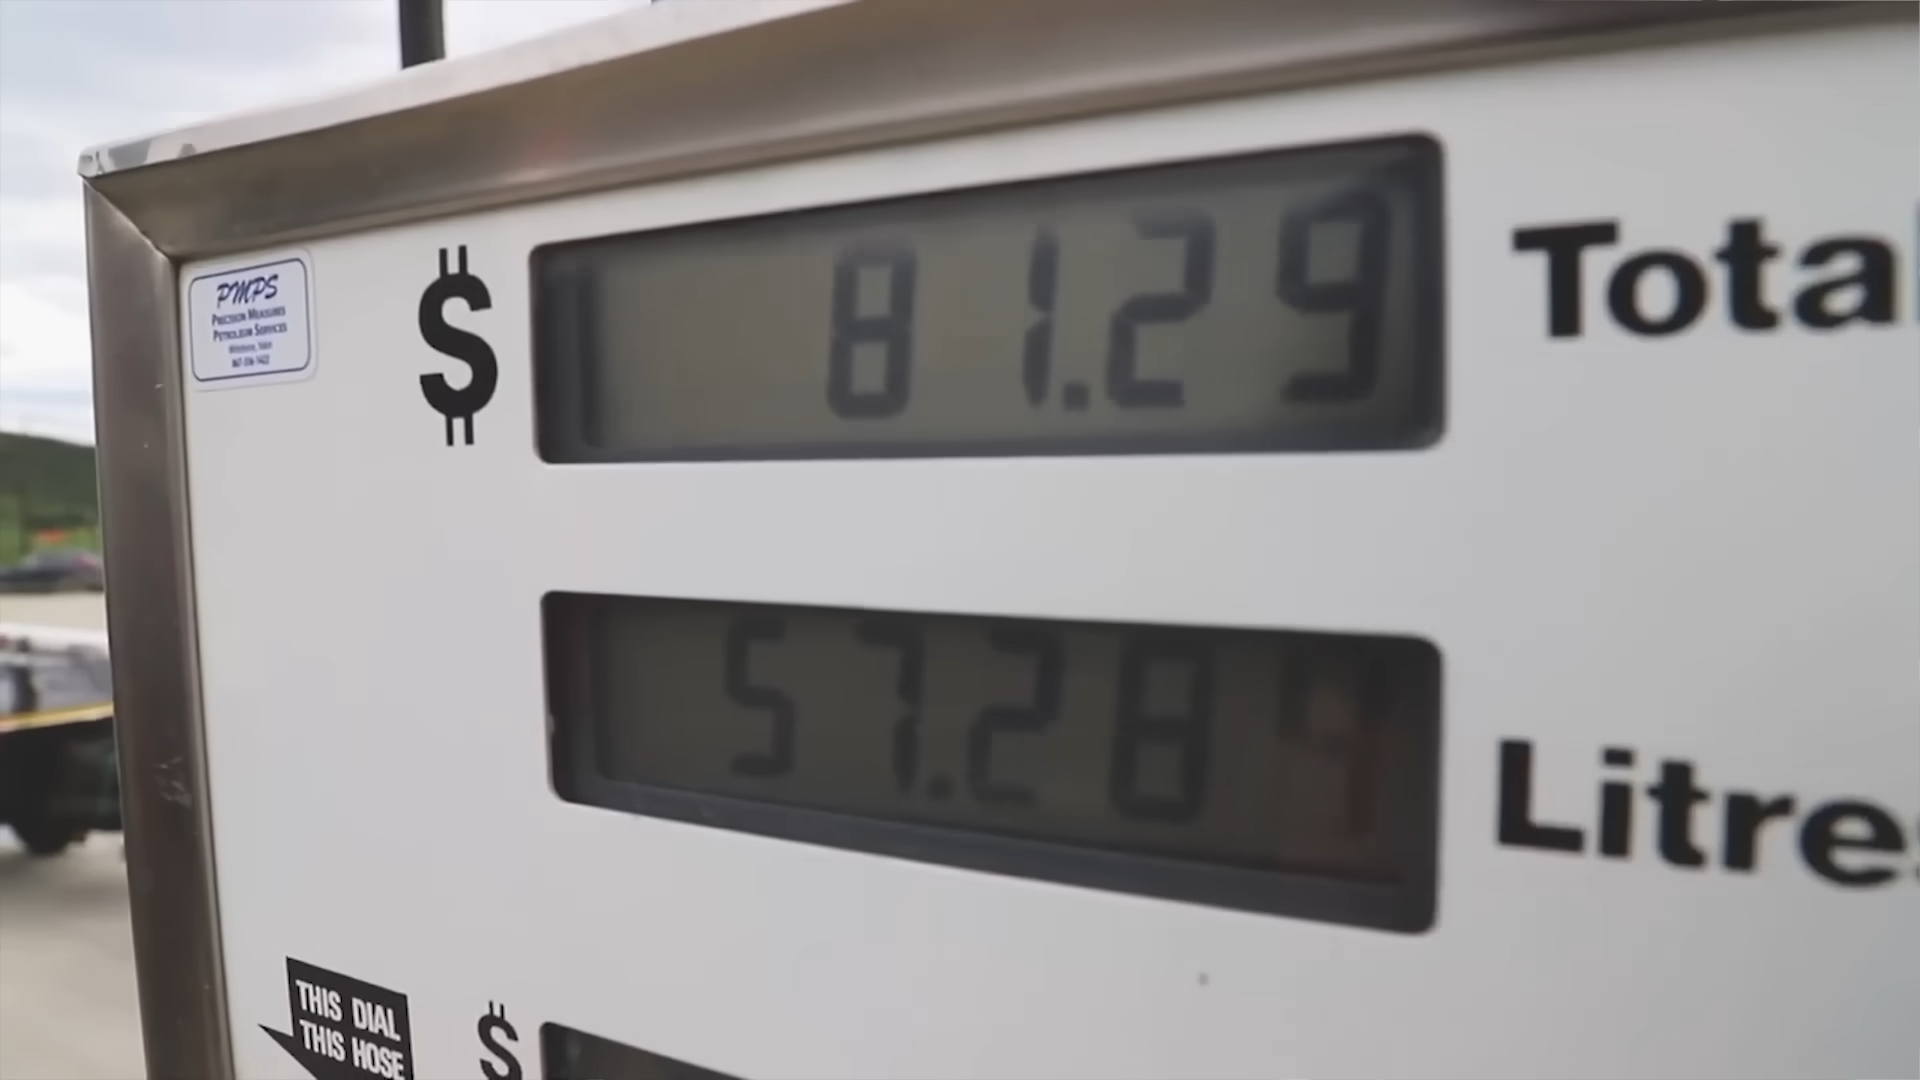 PMPS
PRECISION MEASURES
PETROLEUM SERVICES
$ 81.29 Total
57.28 Litres
THIS DIAL
THIS HOSE
$